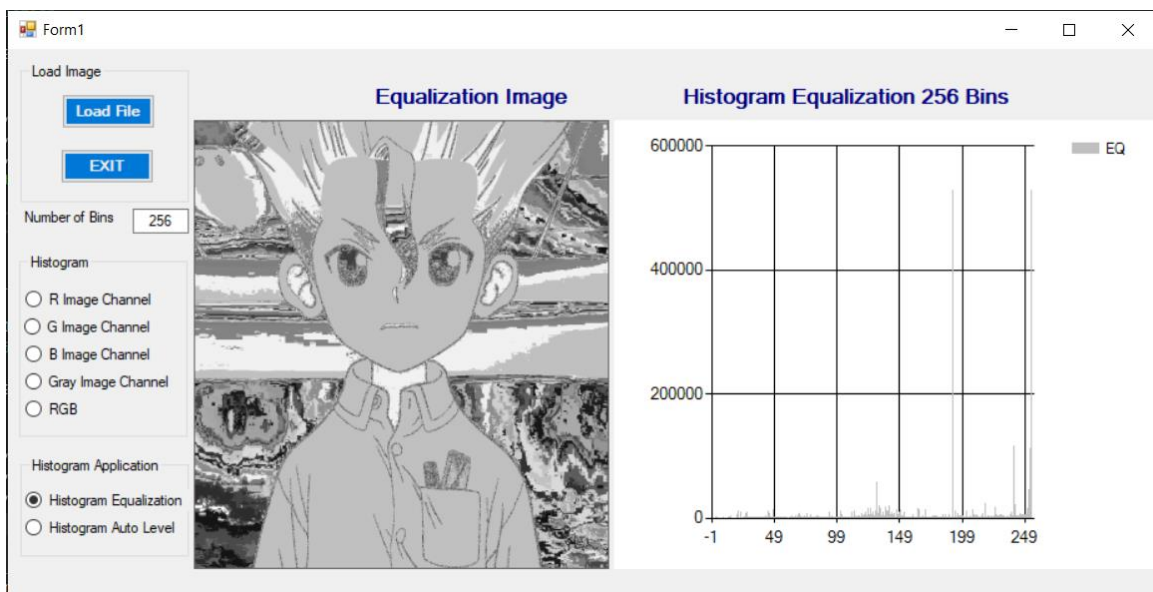 Form1
Load Image
Load File
EXIT
Number of Bins 256
Histogram
R Image Channel
G Image Channel
B Image Channel
Gray Image Channel
RGB
Histogram Application
Histogram Equalization
Histogram Auto Level
Equalization Image
Histogram Equalization 256 Bins
600000
400000
200000
0
-1 49 99 149 199 249
EQ